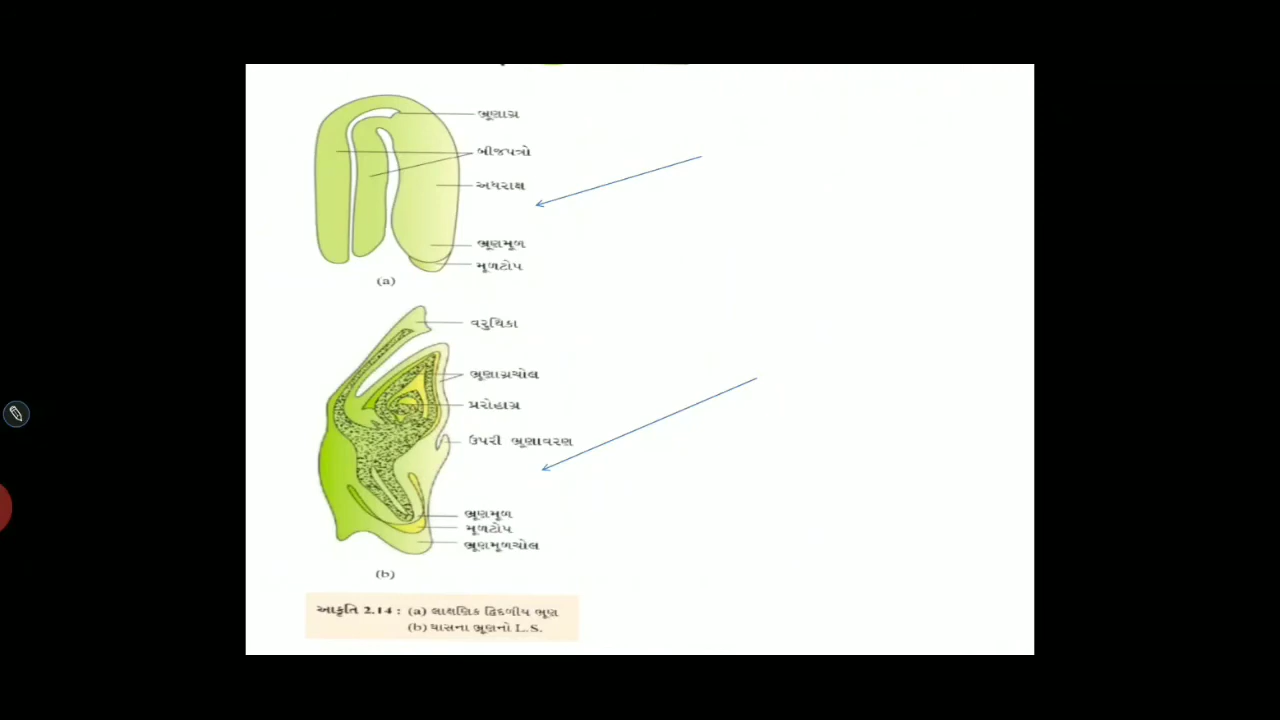 ભ્રૂણાગ્ર
બીજપત્રો
અધરાક્ષ
ભ્રૂણમૂળ
મૂળટોપ
(a)
વરુથિકા
ભ્રૂણાગ્રચોલ
પ્રરોહાગ્ર
ઉપરી ભ્રૂણાવરણ
ભ્રૂણમૂળ
મૂળટોપ
ભ્રૂણમૂળચોલ
(b)
આકૃતિ 2.14 : (a) લાક્ષણિક દ્વિદળીય ભ્રૂણ
(b) ઘાસના ભ્રૂણનો L.S.